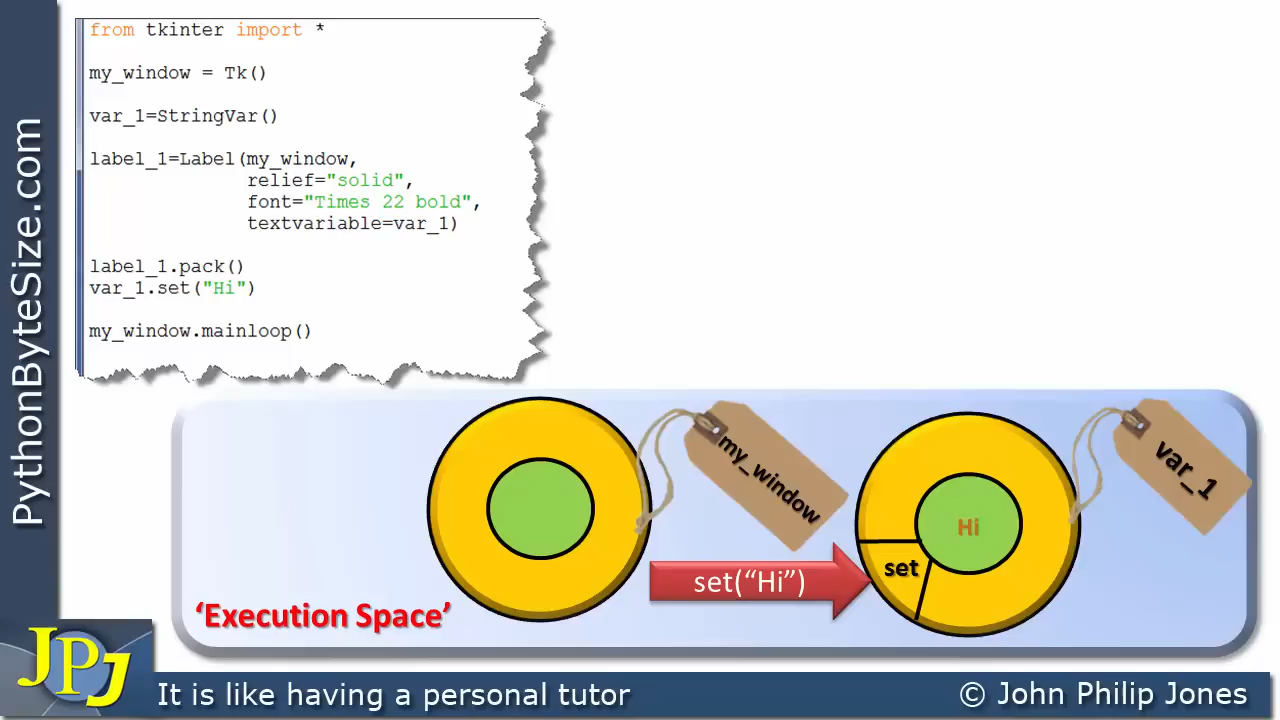 from tkinter import *
my_window = Tk()
var_1=StringVar()
label_1=Label(my_window,
relief="solid",
font="Times 22 bold",
textvariable=var_1)
label_1.pack()
var_1.set("Hi")
my_window.mainloop()
PythonByteSize.com
my_window
var_1
Hi
set
set(“Hi”)
‘Execution Space’
JPJ
It is like having a personal tutor
© John Philip Jones